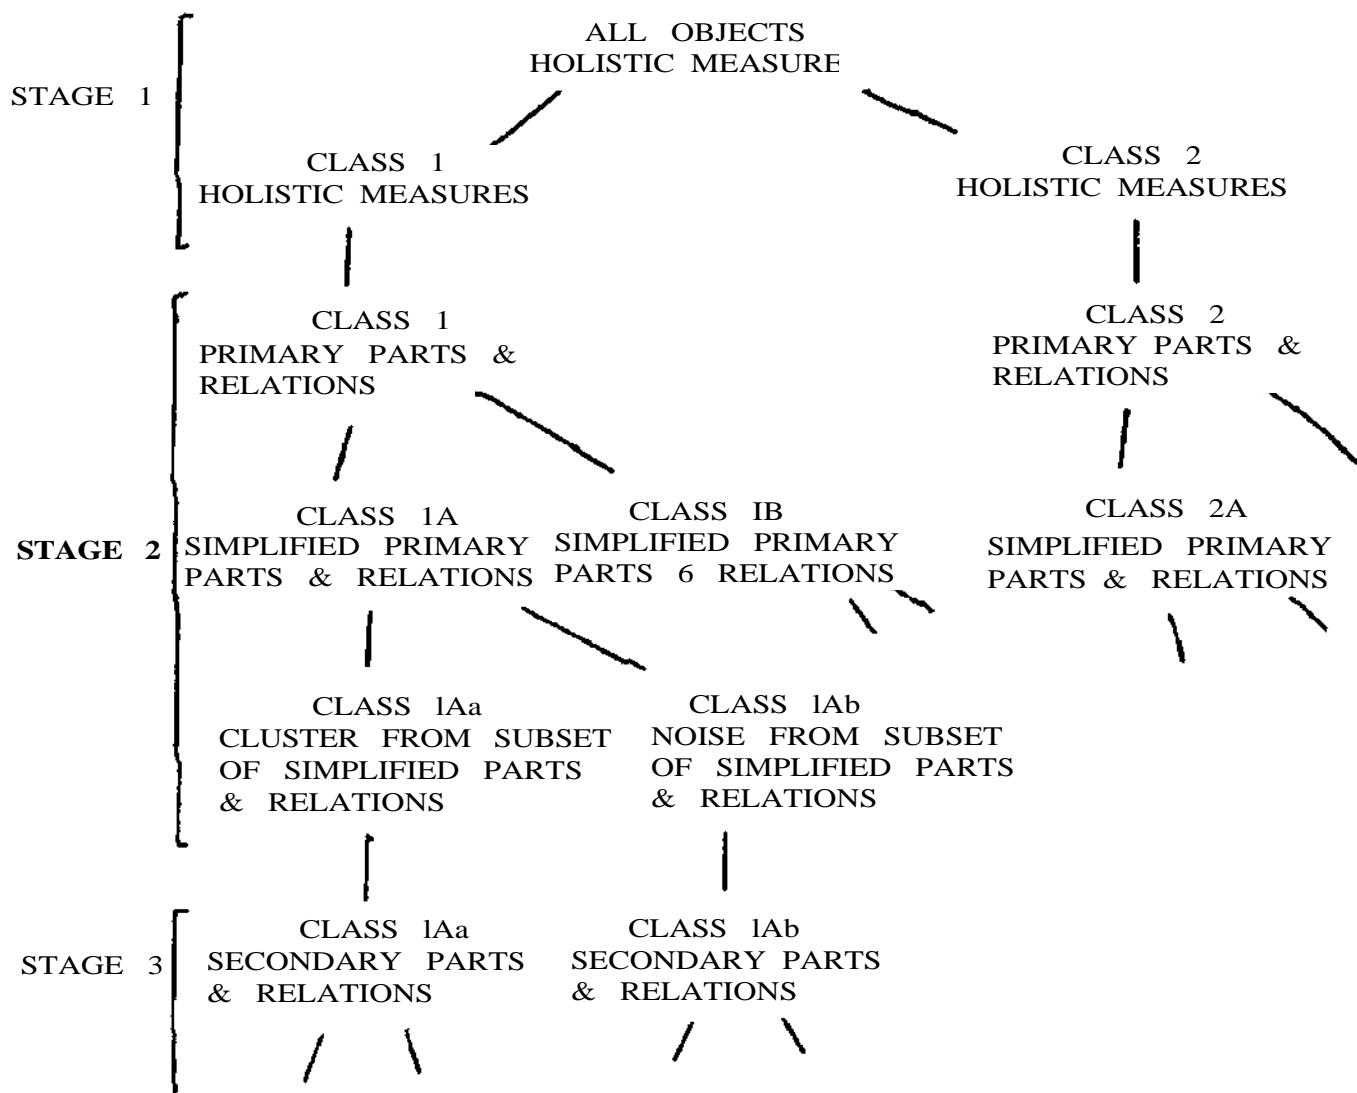 ALL OBJECTS
HOLISTIC MEASURE
STAGE 1
CLASS 1
HOLISTIC MEASURES
CLASS 2
HOLISTIC MEASURES
CLASS 1
PRIMARY PARTS &
RELATIONS
CLASS 2
PRIMARY PARTS &
RELATIONS
STAGE 2
CLASS 1A
SIMPLIFIED PRIMARY
PARTS & RELATIONS
CLASS IB
SIMPLIFIED PRIMARY
PARTS 6 RELATIONS
CLASS 2A
SIMPLIFIED PRIMARY
PARTS & RELATIONS
CLASS lAa
CLUSTER FROM SUBSET
OF SIMPLIFIED PARTS
& RELATIONS
CLASS lAb
NOISE FROM SUBSET
OF SIMPLIFIED PARTS
& RELATIONS
STAGE 3
CLASS lAa
SECONDARY PARTS
& RELATIONS
CLASS lAb
SECONDARY PARTS
& RELATIONS